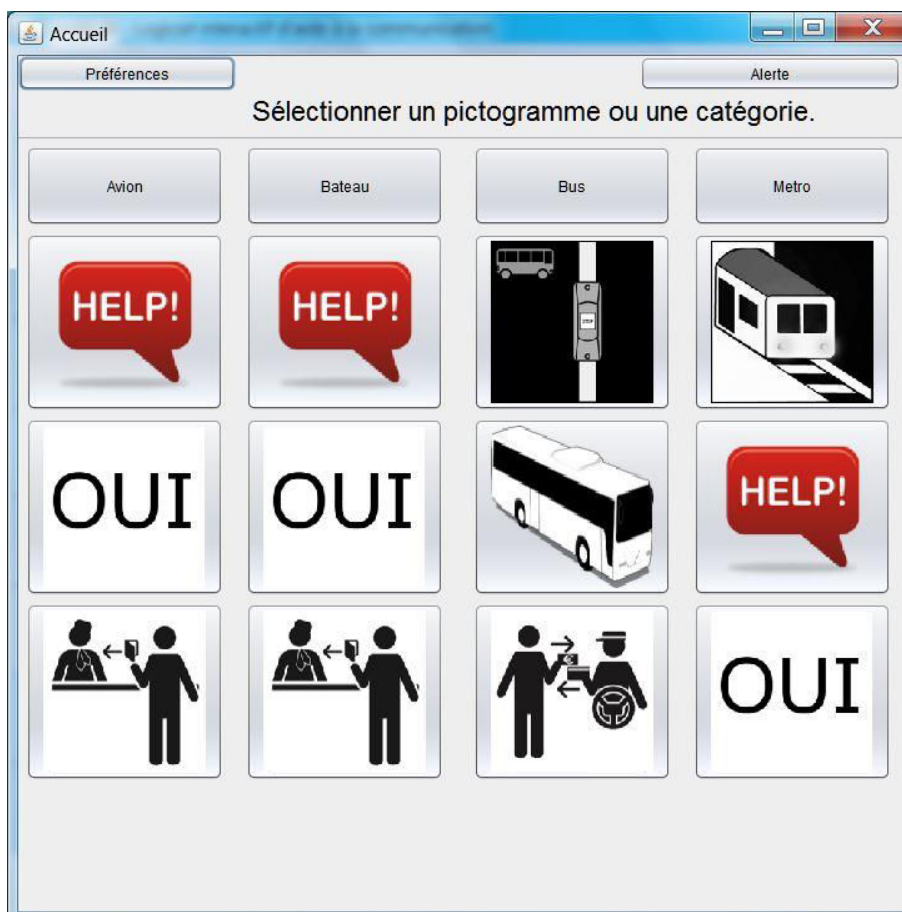 Accueil
Préférences
Alerte
Sélectionner un pictogramme ou une catégorie.
Avion
Bateau
Bus
Metro
HELP!
HELP!
STOP
OUI
OUI
HELP!
OUI